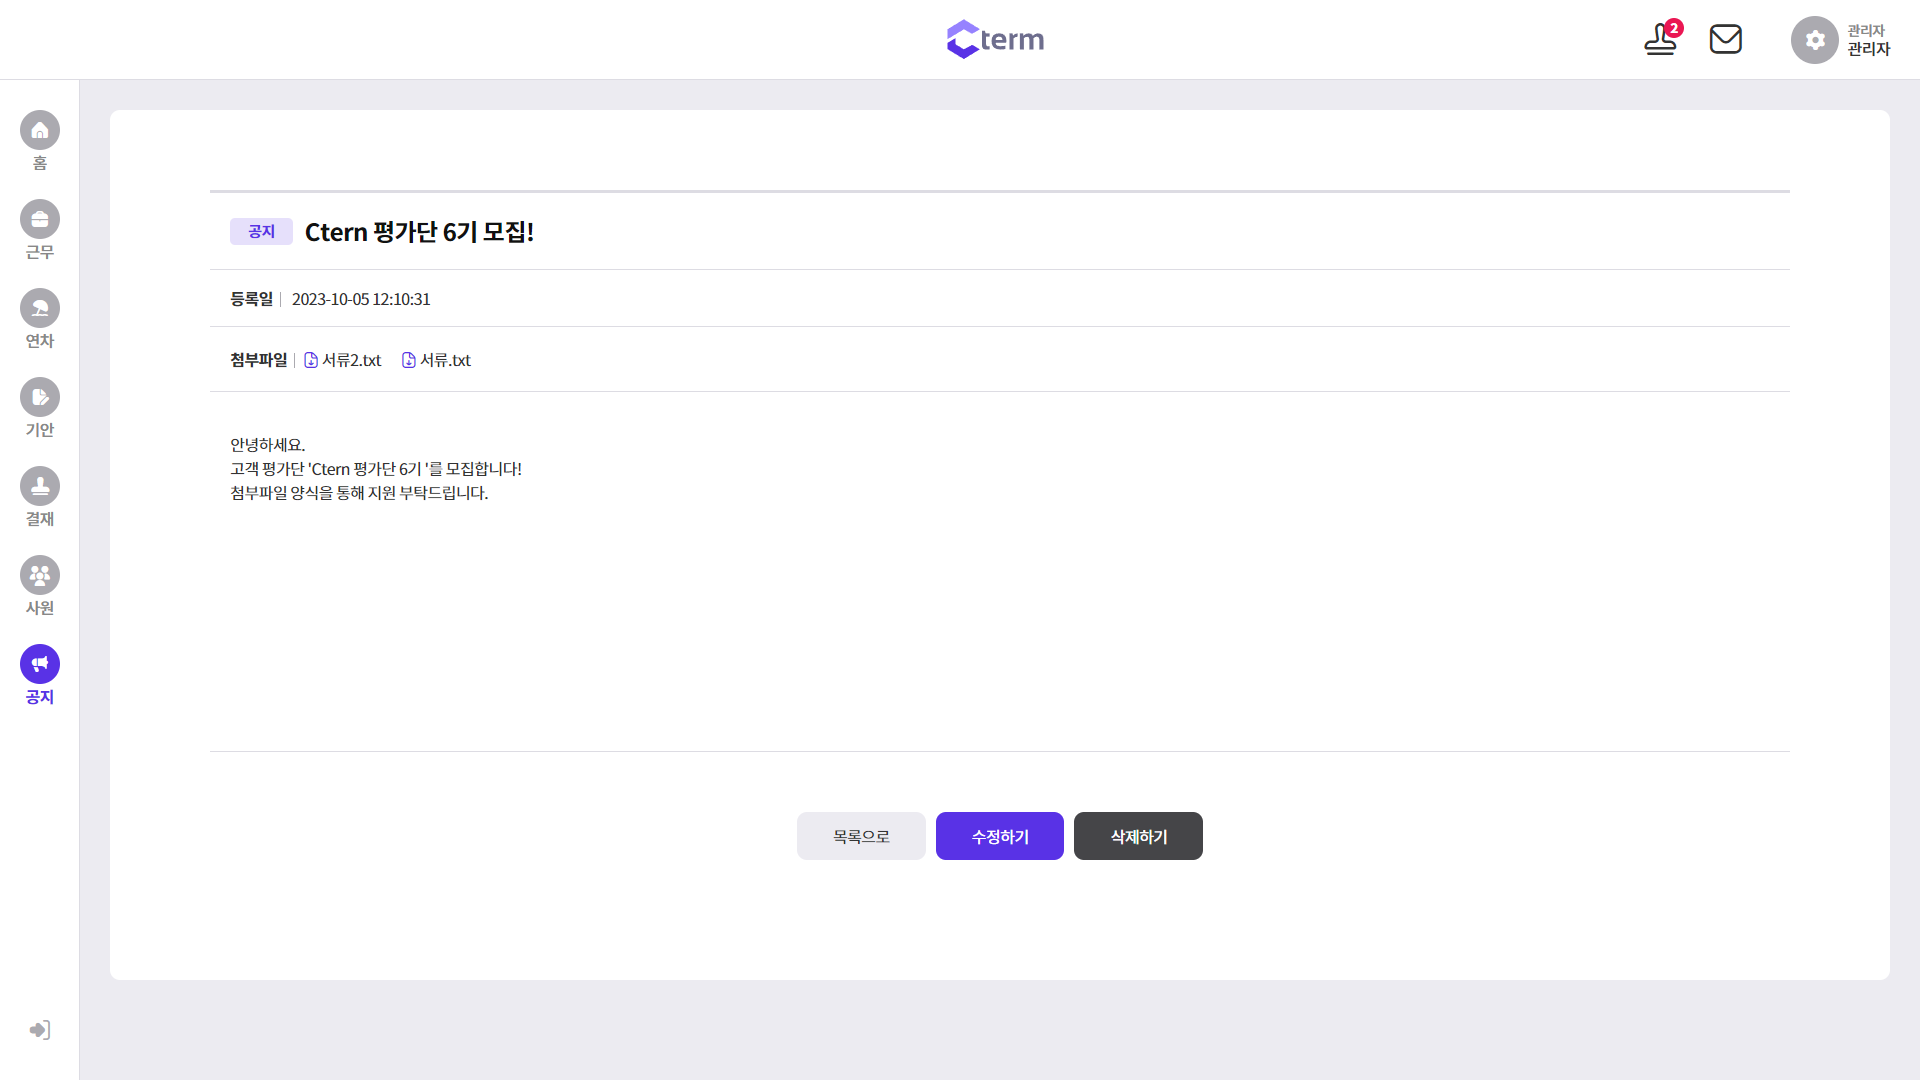 term
2
관리자
관리자
홈
근무
연차
기안
결재
사원
공지
공지 Ctern 평가단 6기 모집!
등록일 2023-10-05 12:10:31
첨부파일 서류2.txt 서류.txt
안녕하세요.
고객 평가단 'Ctern 평가단 6기 '를 모집합니다!
첨부파일 양식을 통해 지원 부탁드립니다.
목록으로 수정하기 삭제하기